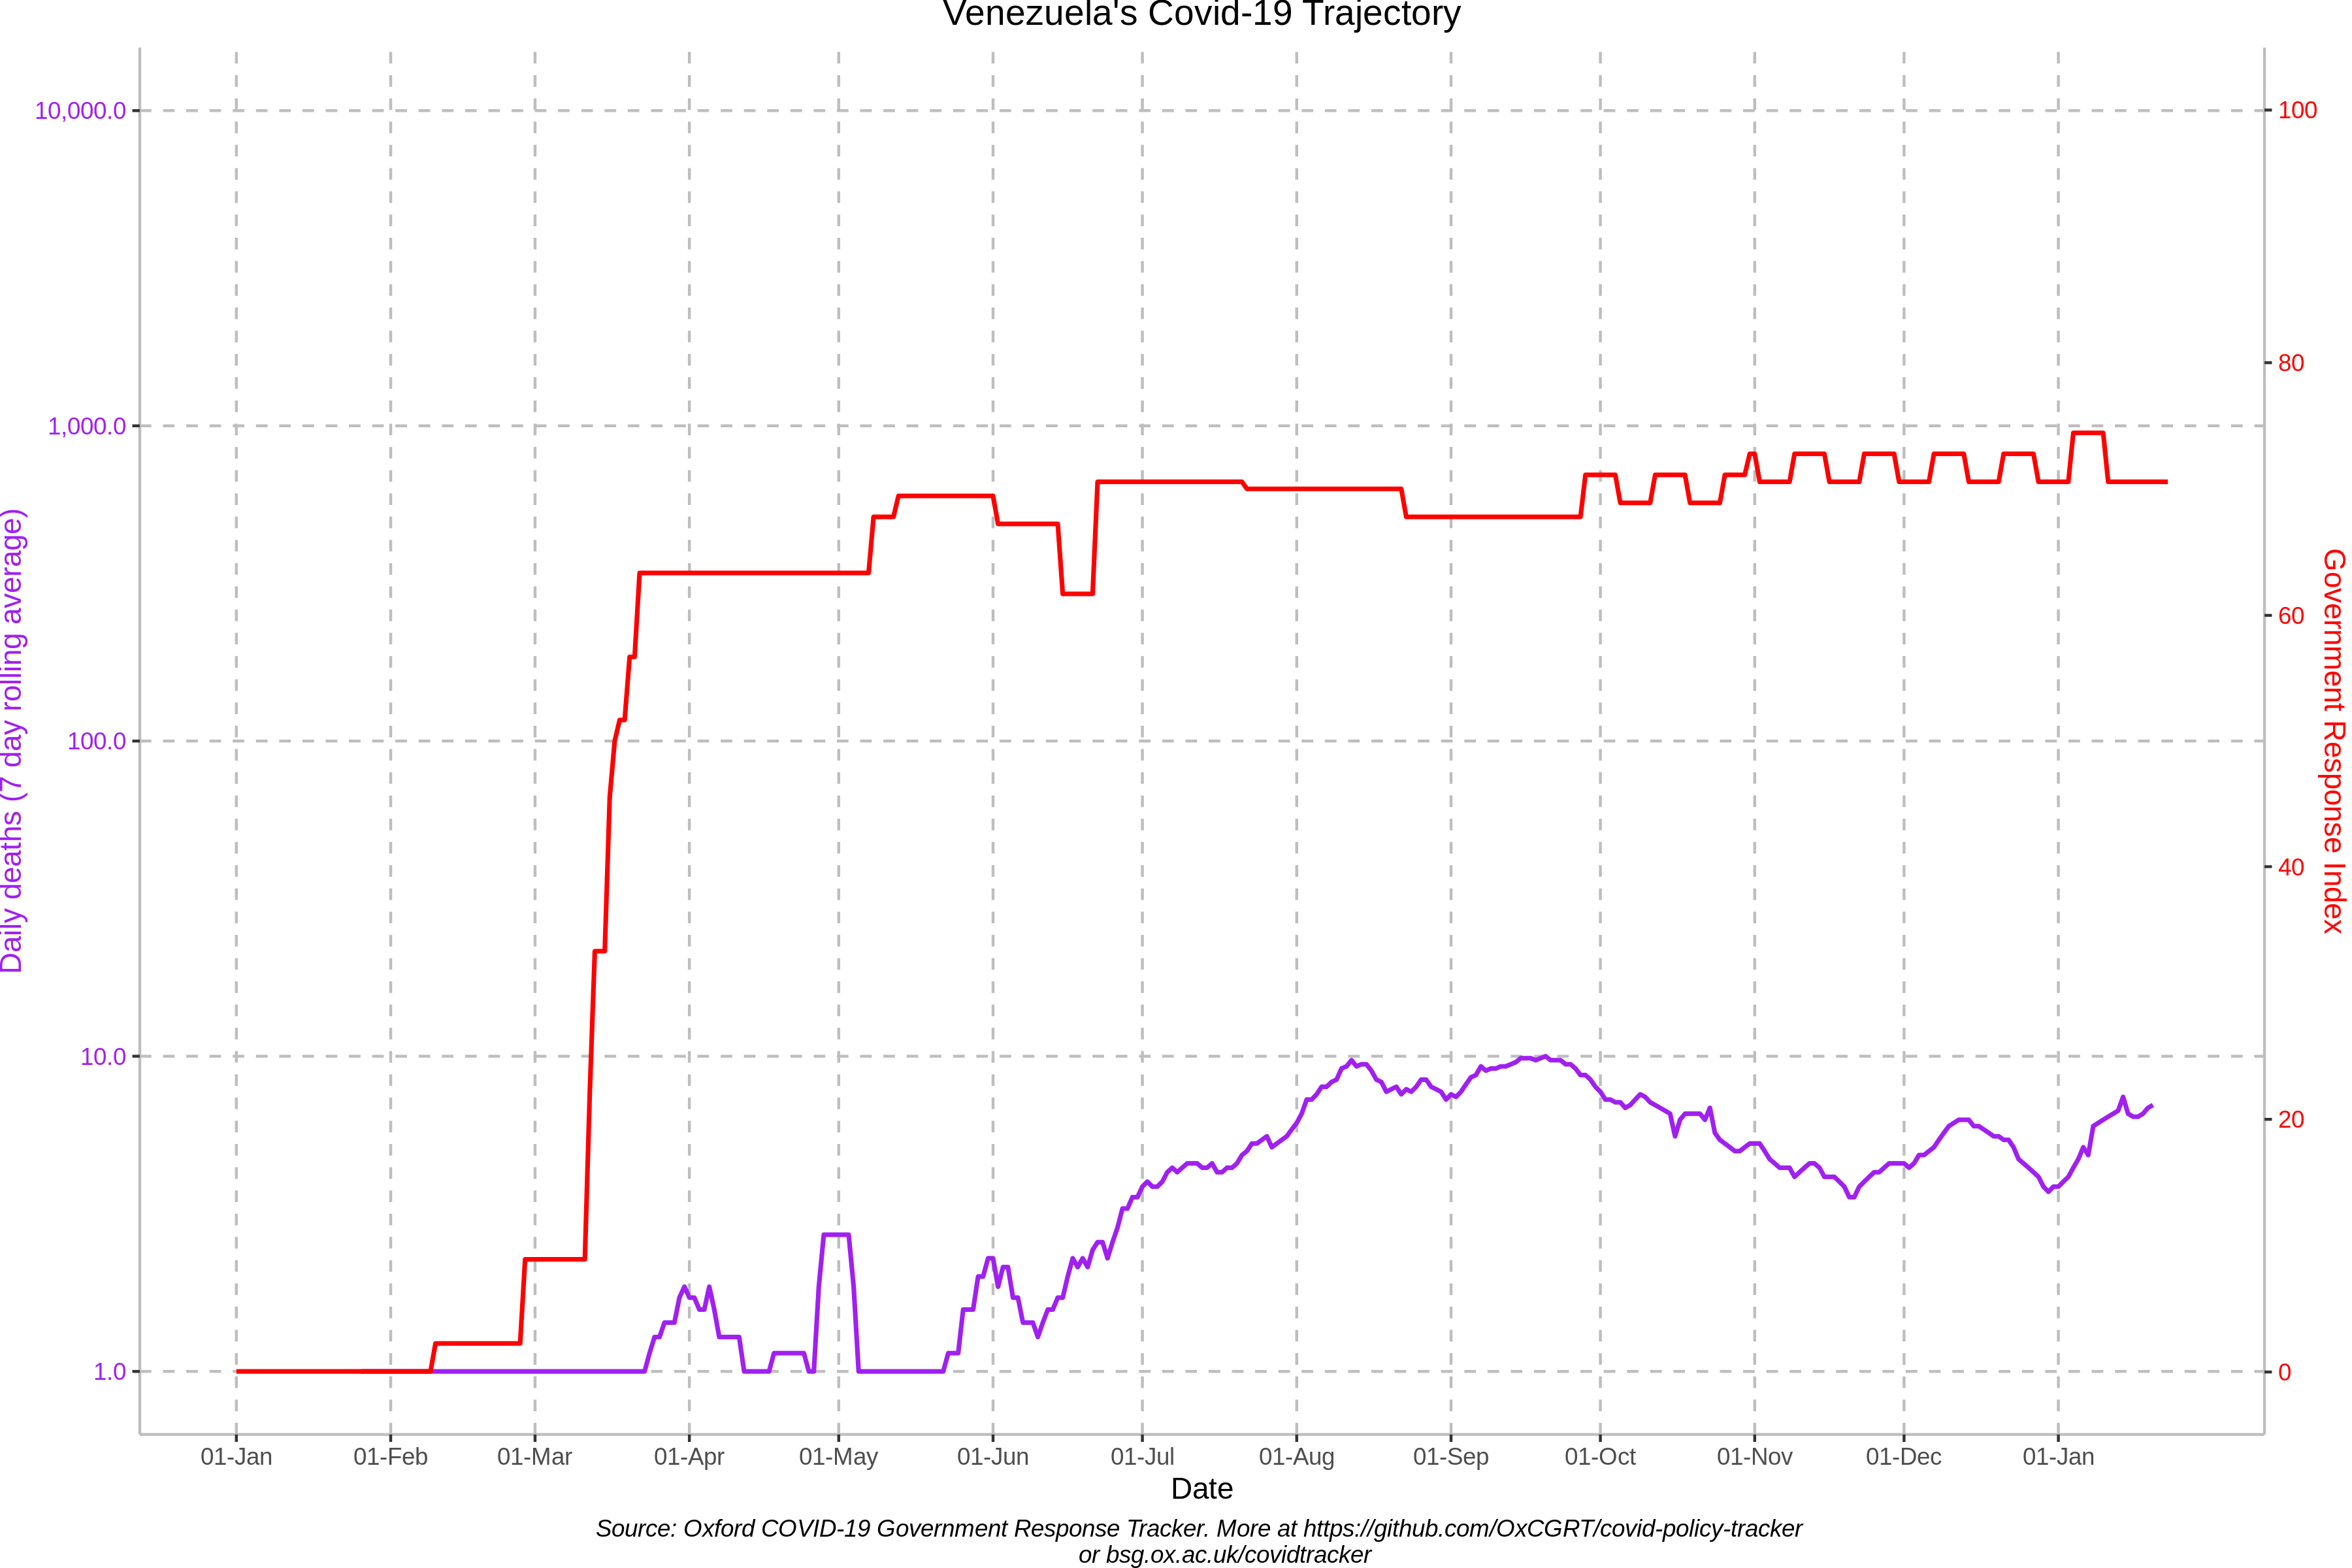 Venezuela's Covid-19 Trajectory
10,000.0
1,000.0
100.0
10.0
1.0
Daily deaths (7 day rolling average)
100
80
60
40
20
0
Government Response Index
01-Jan 01-Feb 01-Mar 01-Apr 01-May 01-Jun 01-Jul 01-Aug 01-Sep 01-Oct 01-Nov 01-Dec 01-Jan
Date
Source: Oxford COVID-19 Government Response Tracker. More at https://github.com/OxCGRT/covid-policy-tracker
or bsg.ox.ac.uk/covidtracker